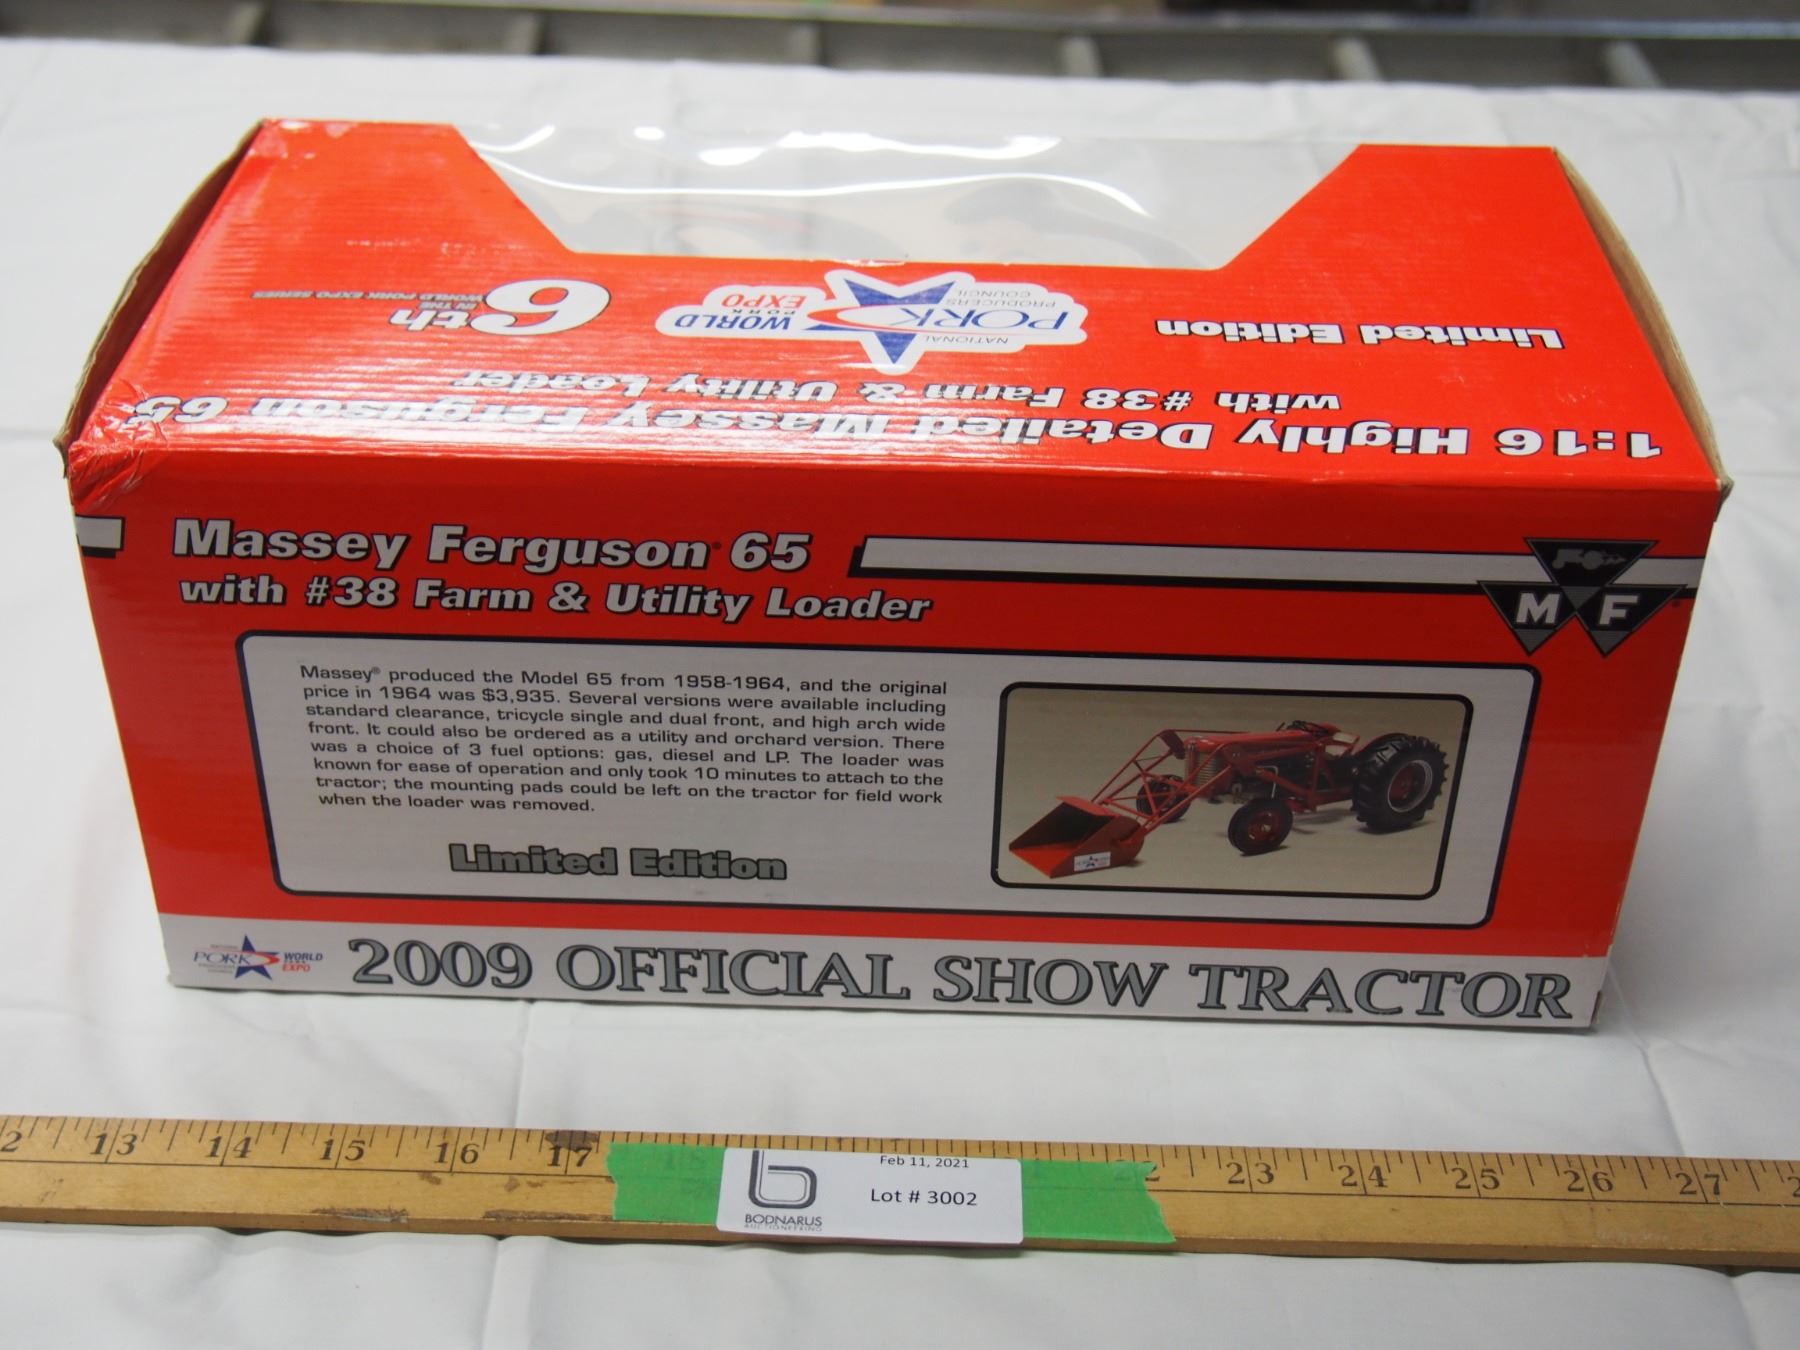 1:16 Highly Detailed Massey Ferguson 65
with #38 Farm & Utility Loader
Limited Edition
NATIONAL
PORK
PRODUCERS
COUNCIL
WORLD
PORK
EXPO
6th
IN THE
WORLD PORK EXPO SERIES
Massey Ferguson® 65
with #38 Farm & Utility Loader
M F
Massey® produced the Model 65 from 1958-1964, and the original
price in 1964 was $3,935. Several versions were available including
standard clearance, tricycle single and dual front, and high arch wide
front. It could also be ordered as a utility and orchard version. There
was a choice of 3 fuel options: gas, diesel and LP. The loader was
known for ease of operation and only took 10 minutes to attach to the
tractor; the mounting pads could be left on the tractor for field work
when the loader was removed.
Limited Edition
NATIONAL
PORK
PRODUCERS
COUNCIL
WORLD
PORK
EXPO
2009 OFFICIAL SHOW TRACTOR
2 13 14 15 16 17 18 22 23 24 25 26 27
Feb 11, 2021
Lot # 3002
BODNARUS
AUCTIONEERING